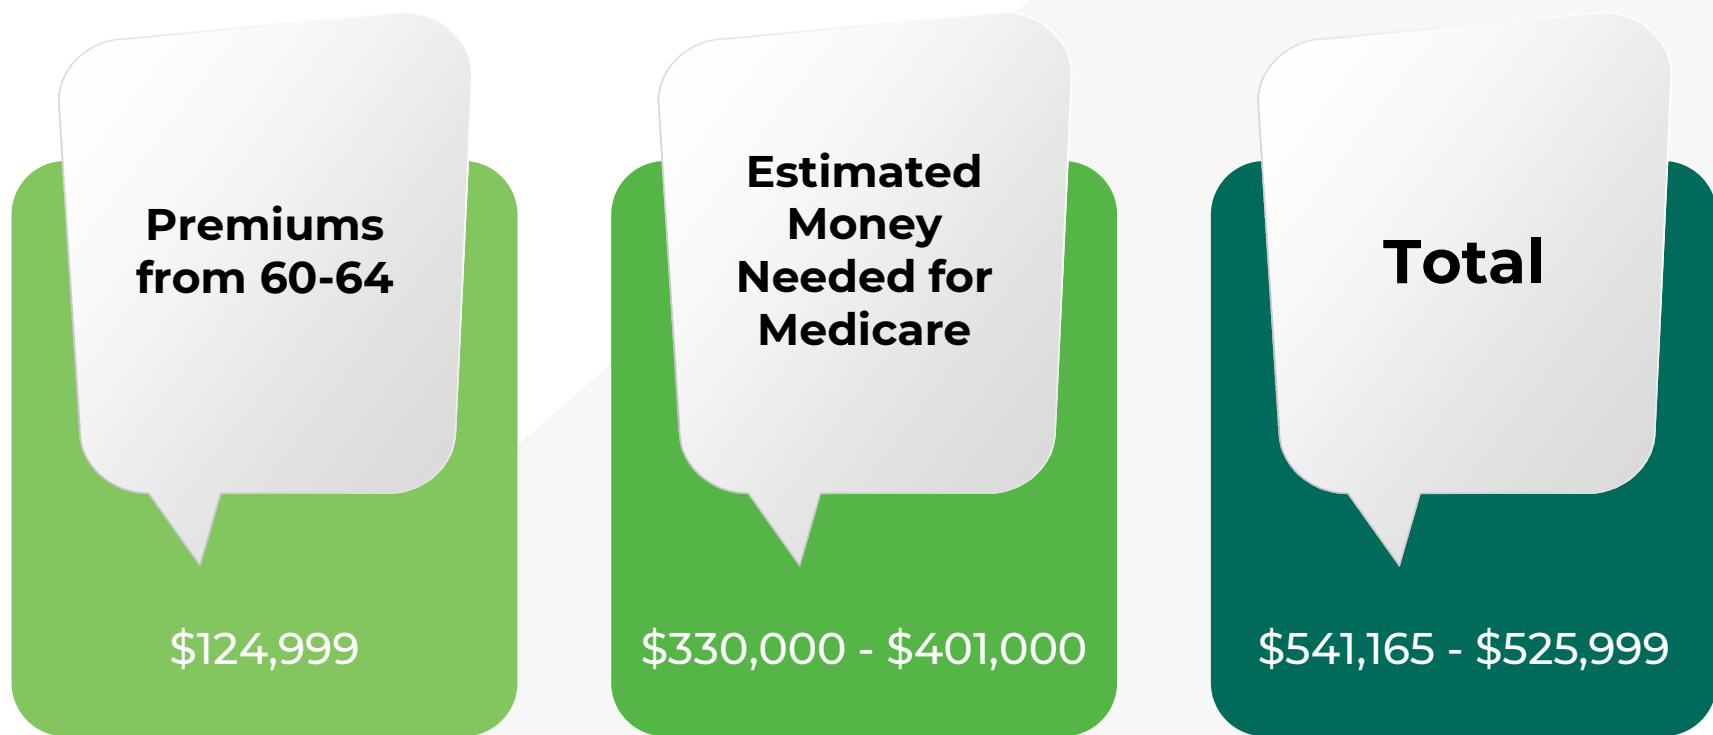 Premiums
from 60-64
$124,999
Estimated
Money
Needed for
Medicare
$330,000 - $401,000
Total
$541,165 - $525,999